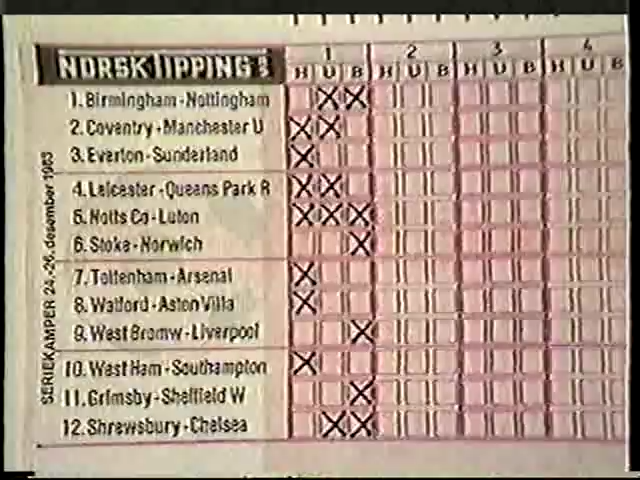 NORSK TIPPING
1 2 3 4
H U B H U B H U B H U B
1. Birmingham - Nottingham X X
2. Coventry - Manchester U X X
3. Everton - Sunderland X
4. Leicester - Queens Park R X X
5. Notts Co - Luton X X X
6. Stoke - Norwich X
7. Tottenham - Arsenal X
8. Watford - Aston Villa X
9. West Bromw - Liverpool X
10. West Ham - Southampton X
11. Grimsby - Sheffield W X
12. Shrewsbury - Chelsea X X
SERIEKAMPER 24.-26. desember 1983